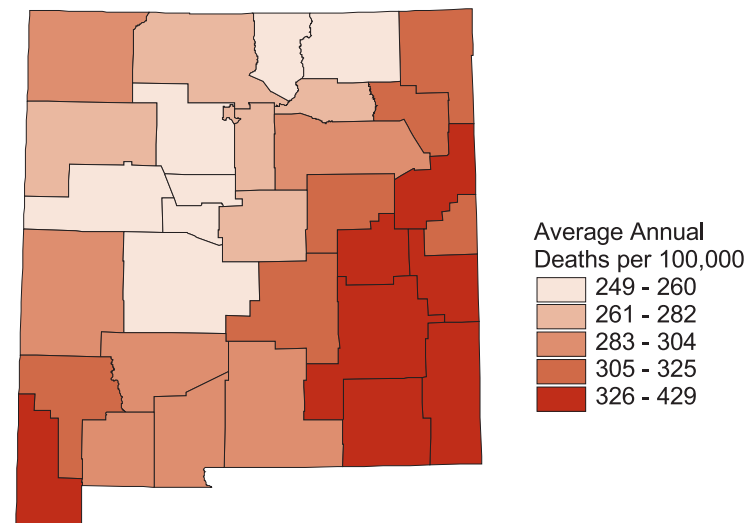 Average Annual
Deaths per 100,000
249 - 260
261 - 282
283 - 304
305 - 325
326 - 429